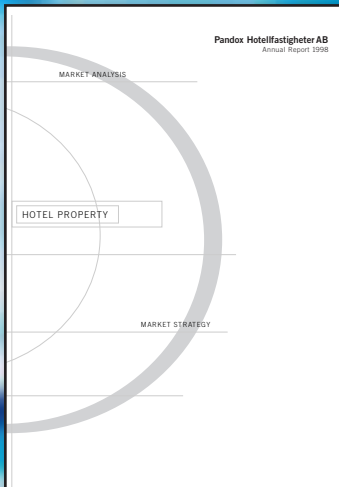 Pandox Hotellfastigheter AB
Annual Report 1998
MARKET ANALYSIS
HOTEL PROPERTY
MARKET STRATEGY